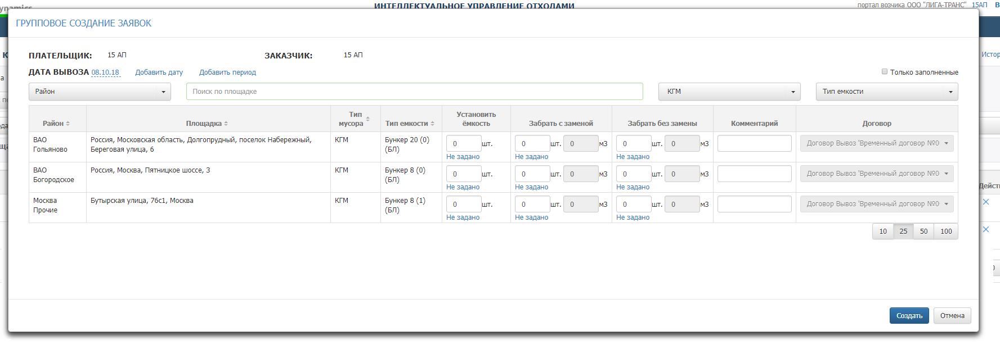 ynamics
ИНТЕЛЛЕКТУАЛЬНОЕ УПРАВЛЕНИЕ ОТХОДАМИ
портал возчика ООО "ЛИГА-ТРАНС" 15АП В
ГРУППОВОЕ СОЗДАНИЕ ЗАЯВОК
ПЛАТЕЛЬЩИК: 15 АП ЗАКАЗЧИК: 15 АП
Истор
ДАТА ВЫВОЗА 08.10.18 Добавить дату Добавить период Только заполненные
Район Поиск по площадке КГМ Тип емкости
Район Площадка Тип мусора Тип емкости Установить ёмкость Забрать с заменой Забрать без замены Комментарий Договор
ВАО Гольяново Россия, Московская область, Долгопрудный, поселок Набережный, Береговая улица, 6 КГМ Бункер 20 (0) (БЛ) 0 шт. 0 шт. 0 м3 0 шт. 0 м3 Договор Вывоз 'Временный договор №0
Не задано Не задано Не задано
ВАО Богородское Россия, Москва, Пятницкое шоссе, 3 КГМ Бункер 8 (0) (БЛ) 0 шт. 0 шт. 0 м3 0 шт. 0 м3 Договор Вывоз 'Временный договор №0
Не задано Не задано Не задано
Действ
Москва Прочие Бутырская улица, 76с1, Москва КГМ Бункер 8 (1) (БЛ) 0 шт. 0 шт. 0 м3 0 шт. 0 м3 Договор Вывоз 'Временный договор №0
Не задано Не задано Не задано
10 25 50 100
Создать Отмена